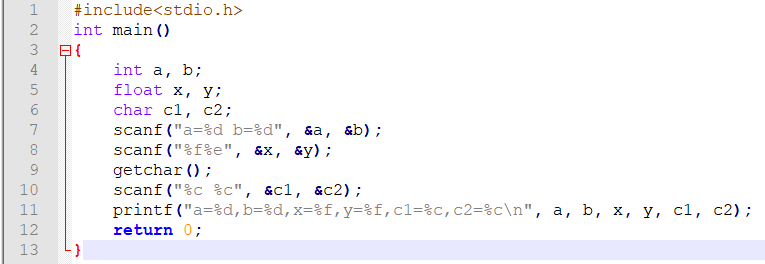 1 #include<stdio.h>
2 int main()
3 {
4 int a, b;
5 float x, y;
6 char c1, c2;
7 scanf("a=%d b=%d", &a, &b);
8 scanf("%f%e", &x, &y);
9 getchar();
10 scanf("%c %c", &c1, &c2);
11 printf("a=%d,b=%d,x=%f,y=%f,c1=%c,c2=%c\n", a, b, x, y, c1, c2);
12 return 0;
13 }